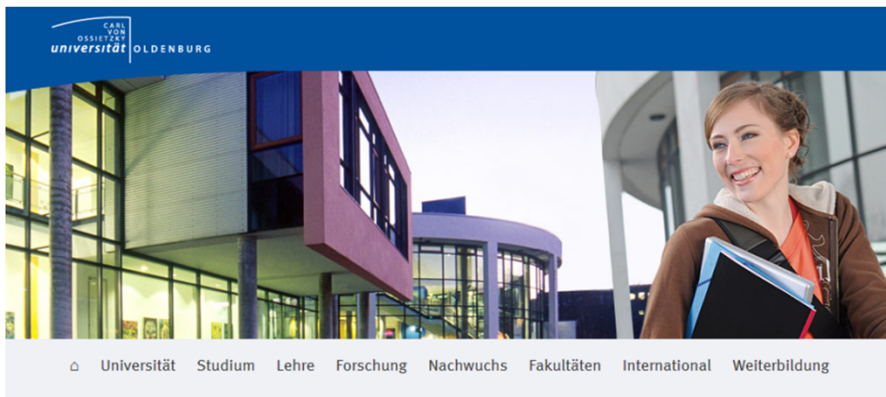 CARL
VON
OSSIETZKY
universität OLDENBURG
Universität Studium Lehre Forschung Nachwuchs Fakultäten International Weiterbildung